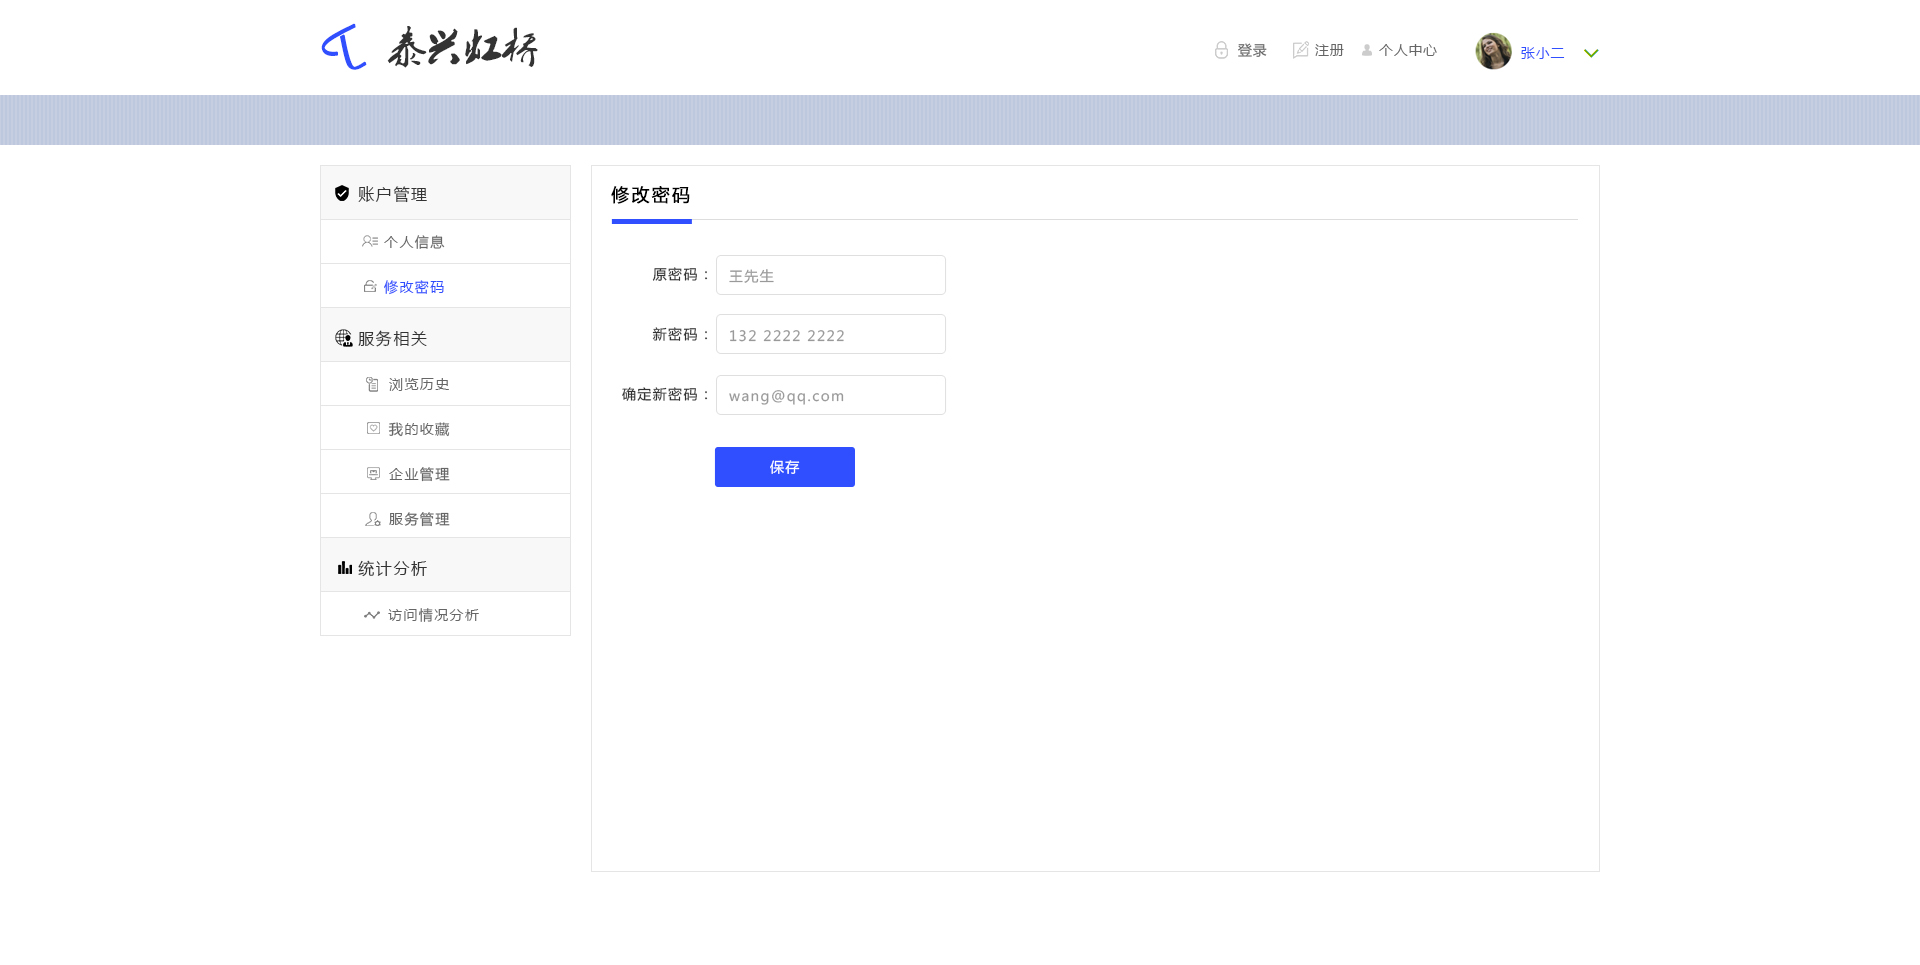 泰兴虹桥
登录 注册 个人中心 张小二
账户管理
个人信息
修改密码
服务相关
浏览历史
我的收藏
企业管理
服务管理
统计分析
访问情况分析
修改密码
原密码： 王先生
新密码： 132 2222 2222
确定新密码： wang@qq.com
保存